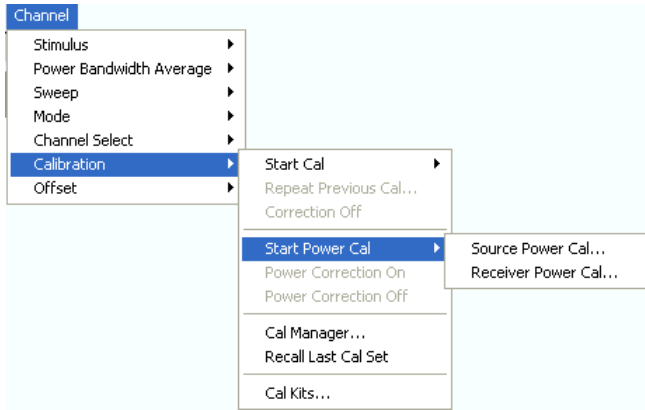 Channel
Stimulus
Power Bandwidth Average
Sweep
Mode
Channel Select
Calibration
Offset
Start Cal
Repeat Previous Cal...
Correction Off
Start Power Cal
Power Correction On
Power Correction Off
Cal Manager...
Recall Last Cal Set
Cal Kits...
Source Power Cal...
Receiver Power Cal...